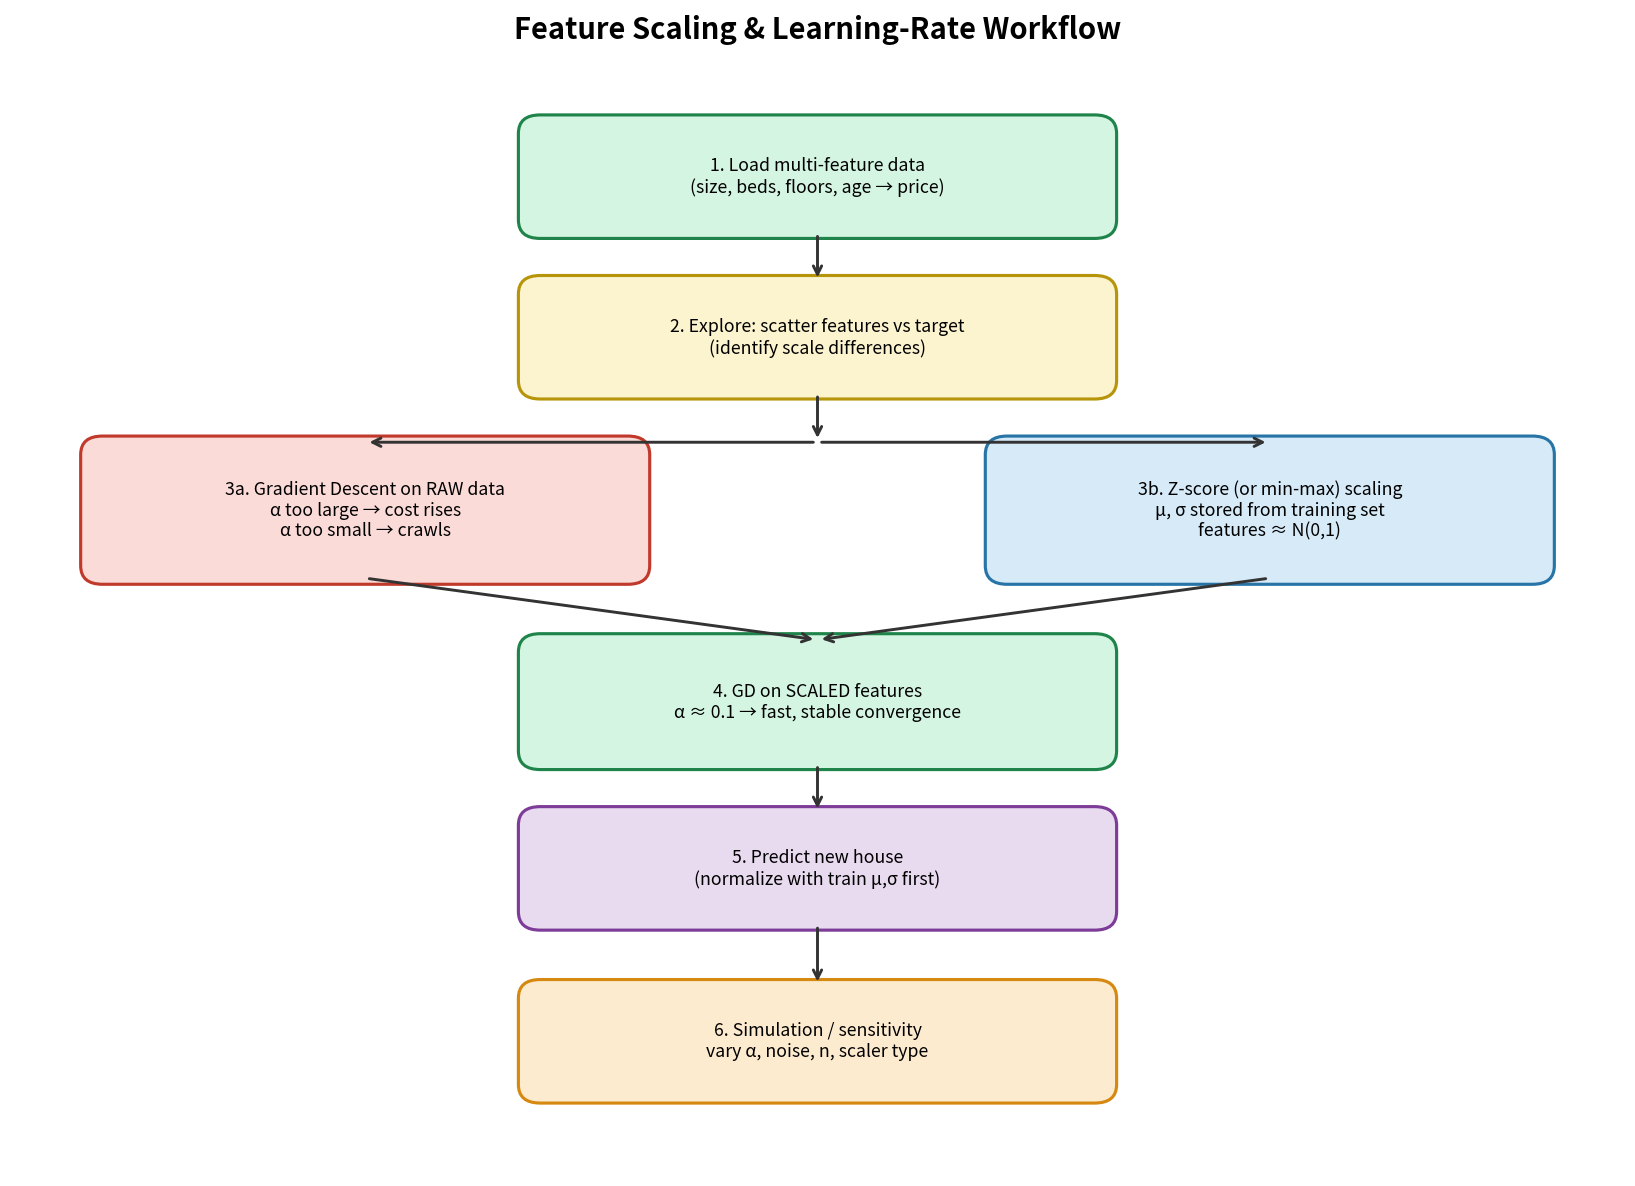 Feature Scaling & Learning-Rate Workflow
1. Load multi-feature data
(size, beds, floors, age → price)
2. Explore: scatter features vs target
(identify scale differences)
3a. Gradient Descent on RAW data
α too large → cost rises
α too small → crawls
3b. Z-score (or min-max) scaling
μ, σ stored from training set
features ≈ N(0,1)
4. GD on SCALED features
α ≈ 0.1 → fast, stable convergence
5. Predict new house
(normalize with train μ,σ first)
6. Simulation / sensitivity
vary α, noise, n, scaler type